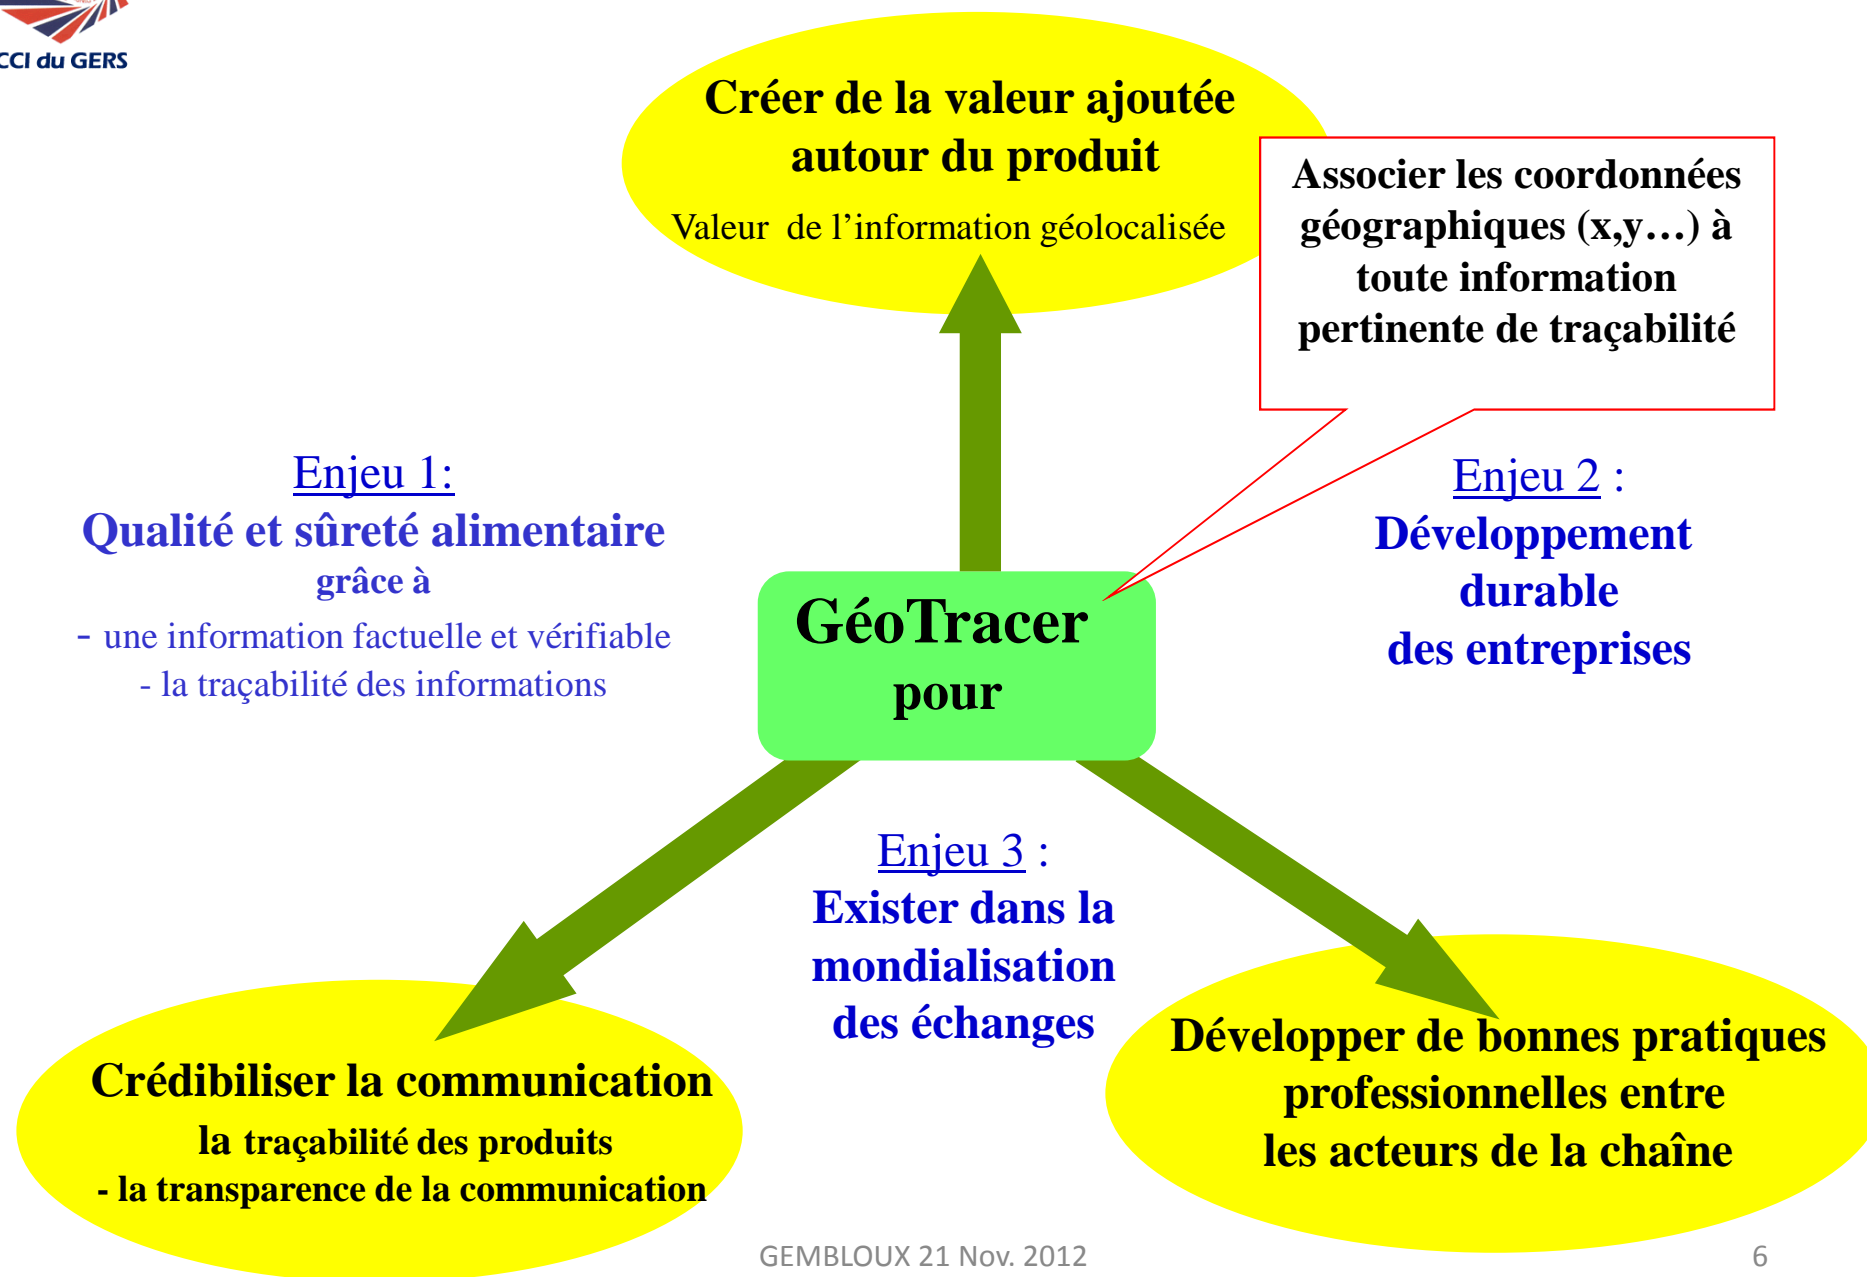 CCI du GERS
Créer de la valeur ajoutée
autour du produit
Valeur de l’information géolocalisée
Associer les coordonnées
géographiques (x,y…) à
toute information
pertinente de traçabilité
Enjeu 1:
Qualité et sûreté alimentaire
grâce à
- une information factuelle et vérifiable
- la traçabilité des informations
Enjeu 2 :
Développement
durable
des entreprises
GéoTracer
pour
Enjeu 3 :
Exister dans la
mondialisation
des échanges
Crédibiliser la communication
la traçabilité des produits
- la transparence de la communication
Développer de bonnes pratiques
professionnelles entre
les acteurs de la chaîne
GEMBLOUX 21 Nov. 2012
6